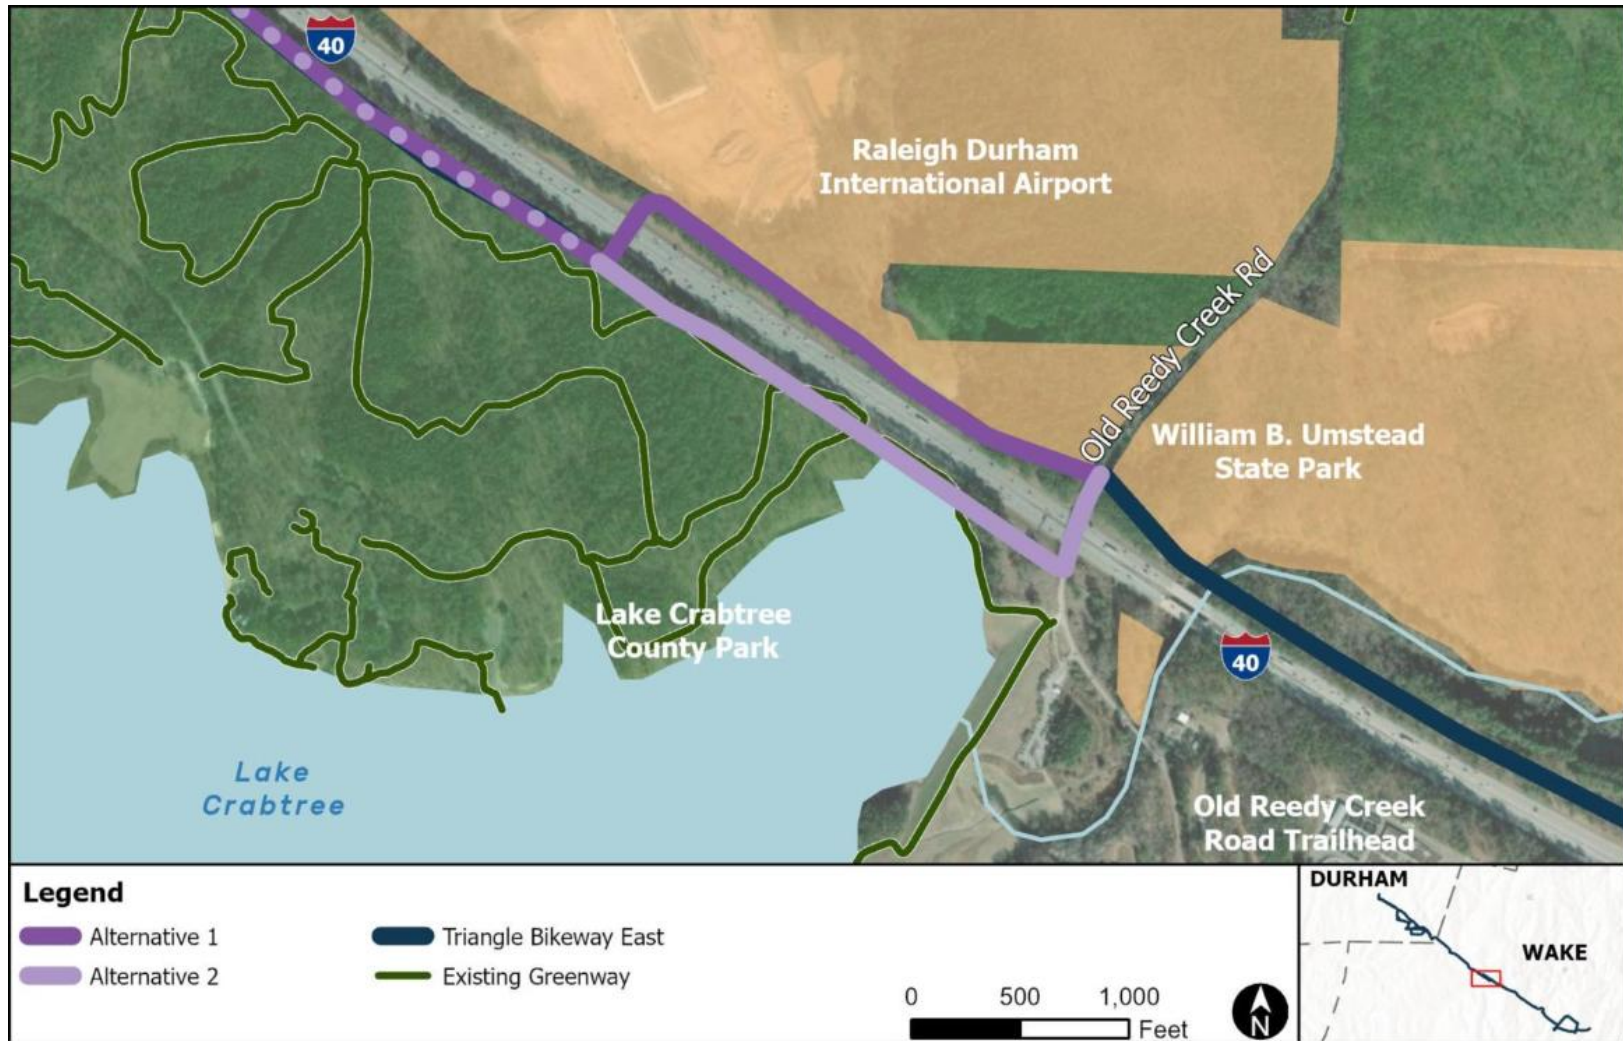 40
Raleigh Durham
International Airport
Old Reedy Creek Rd
William B. Umstead
State Park
Lake Crabtree
County Park
40
Lake
Crabtree
Old Reedy Creek
Road Trailhead
Legend
Alternative 1
Triangle Bikeway East
Alternative 2
Existing Greenway
0 500 1,000
Feet
N
DURHAM
WAKE